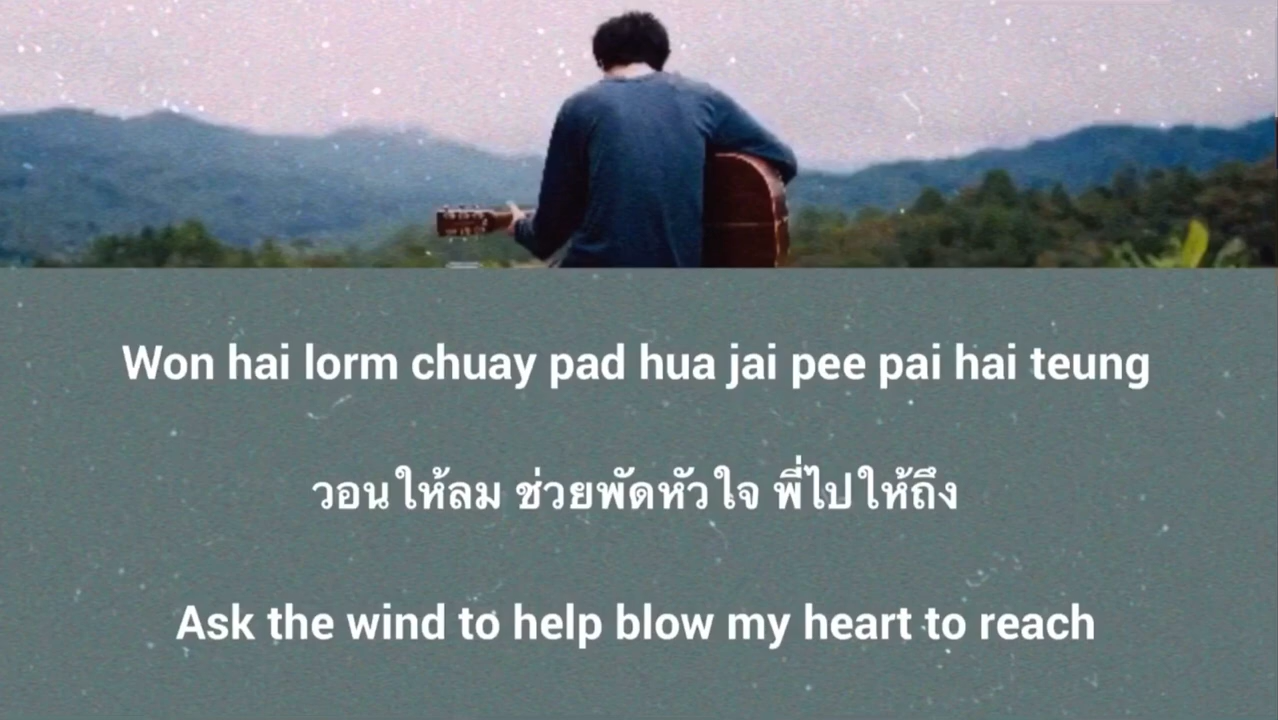 Won hai lorm chuay pad hua jai pee pai hai teung
วอนให้ลม ช่วยพัดหัวใจ พี่ไปให้ถึง
Ask the wind to help blow my heart to reach